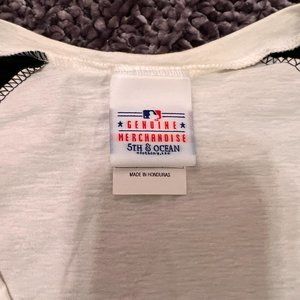 GENUINE
MERCHANDISE
5TH & OCEAN
MADE IN HONDURAS